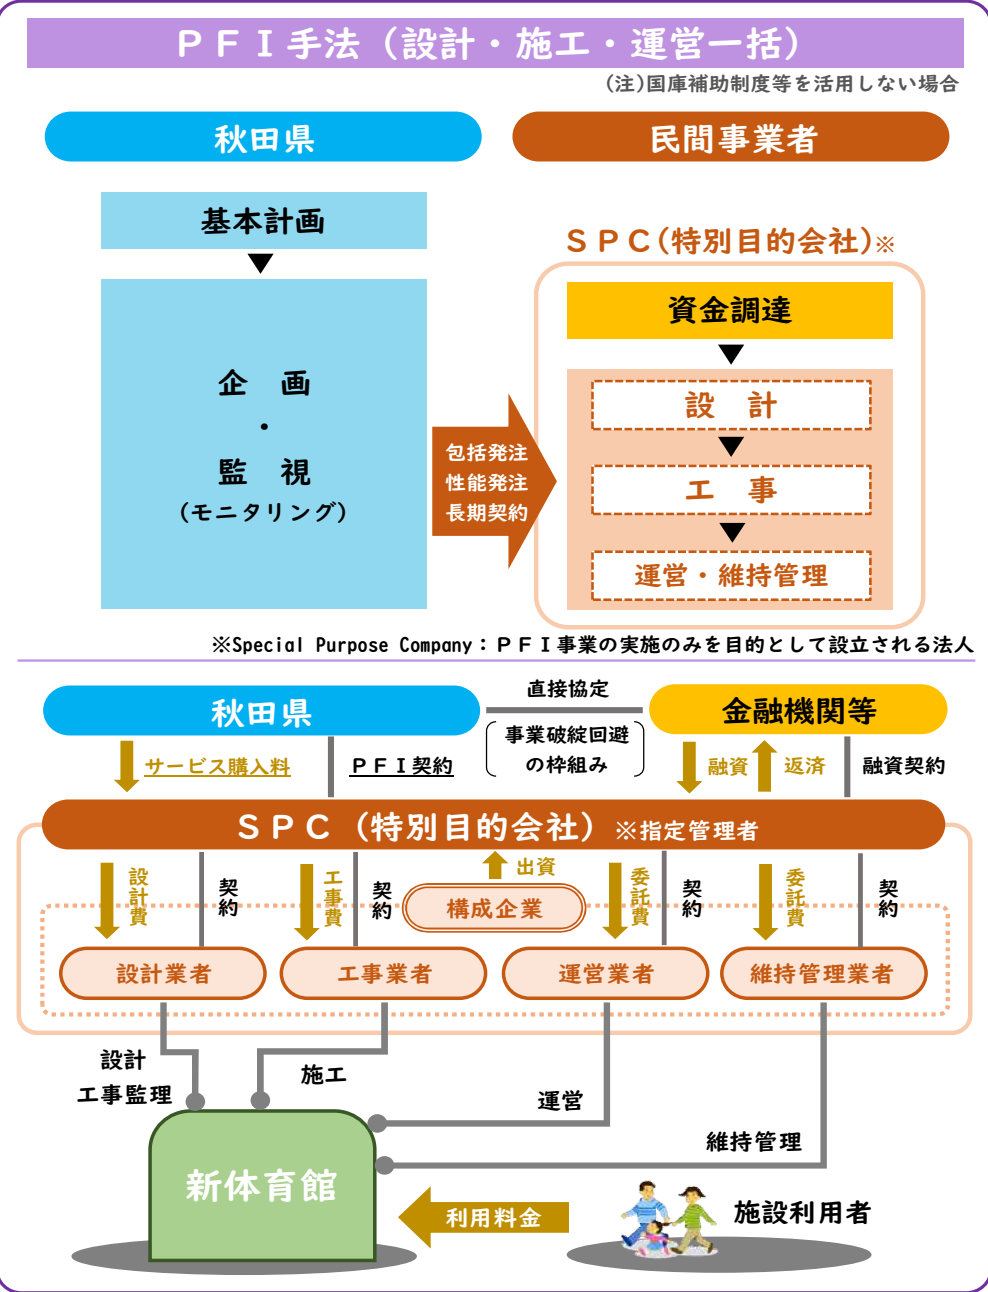 ＰＦＩ手法（設計・施工・運営一括）
(注)国庫補助制度等を活用しない場合
秋田県
民間事業者
基本計画
企　画
・
監　視
(モニタリング)
包括発注
性能発注
長期契約
ＳＰＣ(特別目的会社)※
資金調達
設　計
工　事
運営・維持管理
※Special Purpose Company：ＰＦＩ事業の実施のみを目的として設立される法人
秋田県
直接協定
事業破綻回避
の枠組み
金融機関等
サービス購入料
ＰＦＩ契約
融資
返済
融資契約
ＳＰＣ（特別目的会社）※指定管理者
設計費
契約
工事費
契約
出資
構成企業
委託費
契約
委託費
契約
設計業者
工事業者
運営業者
維持管理業者
設計
工事監理
施工
運営
維持管理
新体育館
利用料金
施設利用者